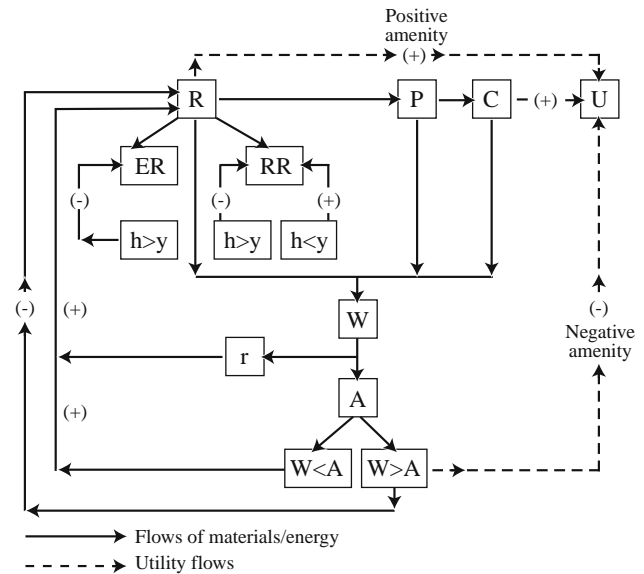 Positive
amenity
(+)
R
P
C
(+)
U
ER
RR
(-)
(-)
(+)
h>y
h>y
h<y
(-)
(+)
W
(-)
Negative
amenity
r
A
(+)
W<A
W>A
Flows of materials/energy
Utility flows